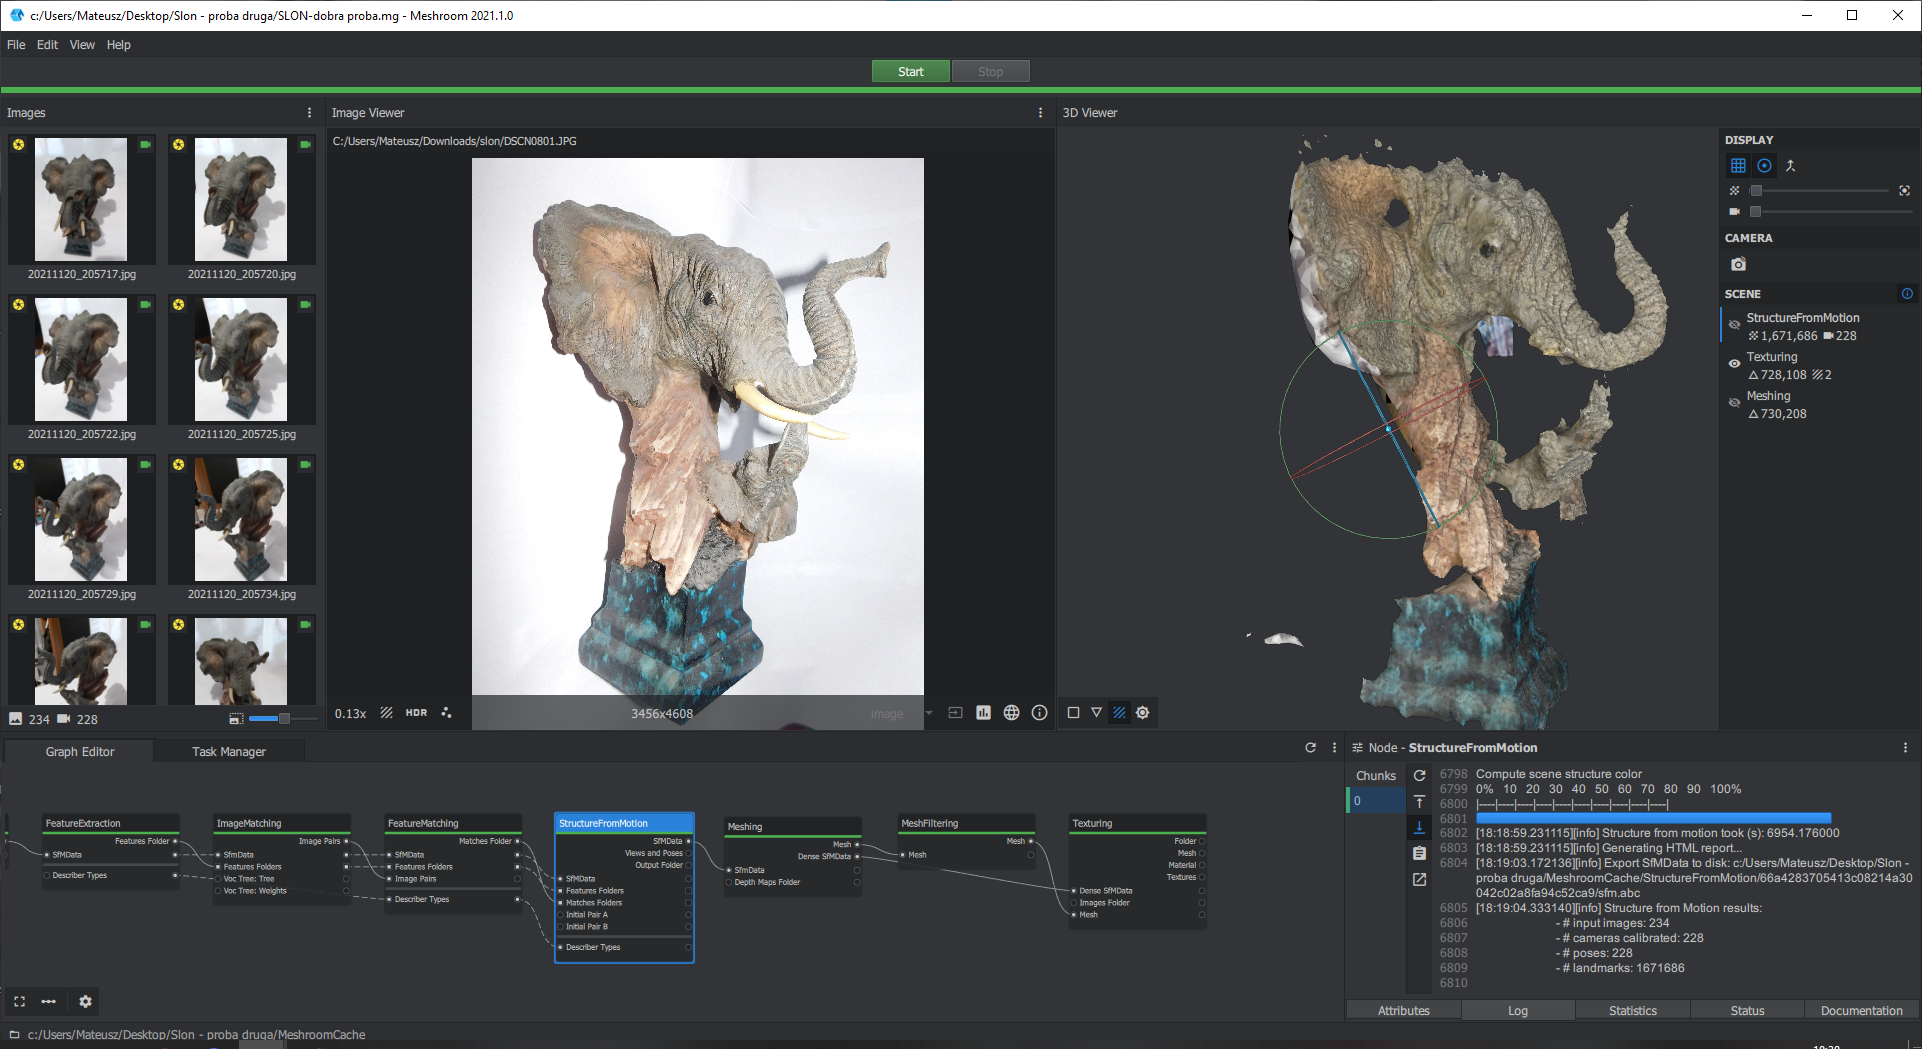 c:/Users/Mateusz/Desktop/Slon - proba druga/SLON-dobra proba.mg - Meshroom 2021.1.0
File Edit View Help
Start Stop
Images
20211120_205717.jpg 20211120_205720.jpg
20211120_205722.jpg 20211120_205725.jpg
20211120_205729.jpg 20211120_205734.jpg
234 228
Image Viewer
C:/Users/Mateusz/Downloads/slon/DSCN0801.JPG
0.13x HDR 3456x4608 image
3D Viewer
DISPLAY
CAMERA
SCENE
StructureFromMotion
1,671,686 228
Texturing
728,108 2
Meshing
730,208
Graph Editor Task Manager
FeatureExtraction
Features Folder
SfMData
Describer Types
ImageMatching
Image Pairs
SfmData
Features Folders
Voc Tree: Tree
Voc Tree: Weights
FeatureMatching
Matches Folder
SfMData
Features Folders
Image Pairs
Describer Types
StructureFromMotion
SfMData
Views and Poses
Output Folder
SfMData
Features Folders
Matches Folders
Initial Pair A
Initial Pair B
Describer Types
Meshing
Mesh
Dense SfMData
SfmData
Depth Maps Folder
MeshFiltering
Mesh
Mesh
Texturing
Folder
Mesh
Material
Textures
Dense SfMData
Images Folder
Mesh
Node - StructureFromMotion
Chunks
0
6798 Compute scene structure color
6799 0% 10 20 30 40 50 60 70 80 90 100%
6800 |----|----|----|----|----|----|----|----|----|----|
6801
6802 [18:18:59.231115][info] Structure from motion took (s): 6954.176000
6803 [18:18:59.231115][info] Generating HTML report...
6804 [18:19:03.172136][info] Export SfMData to disk: c:/Users/Mateusz/Desktop/Slon -
proba druga/MeshroomCache/StructureFromMotion/66a4283705413c08214a30
042c02a8fa94c52ca9/sfm.abc
6805 [18:19:04.333140][info] Structure from Motion results:
6806 - # input images: 234
6807 - # cameras calibrated: 228
6808 - # poses: 228
6809 - # landmarks: 1671686
6810
Attributes Log Statistics Status Documentation
c:/Users/Mateusz/Desktop/Slon - proba druga/MeshroomCache